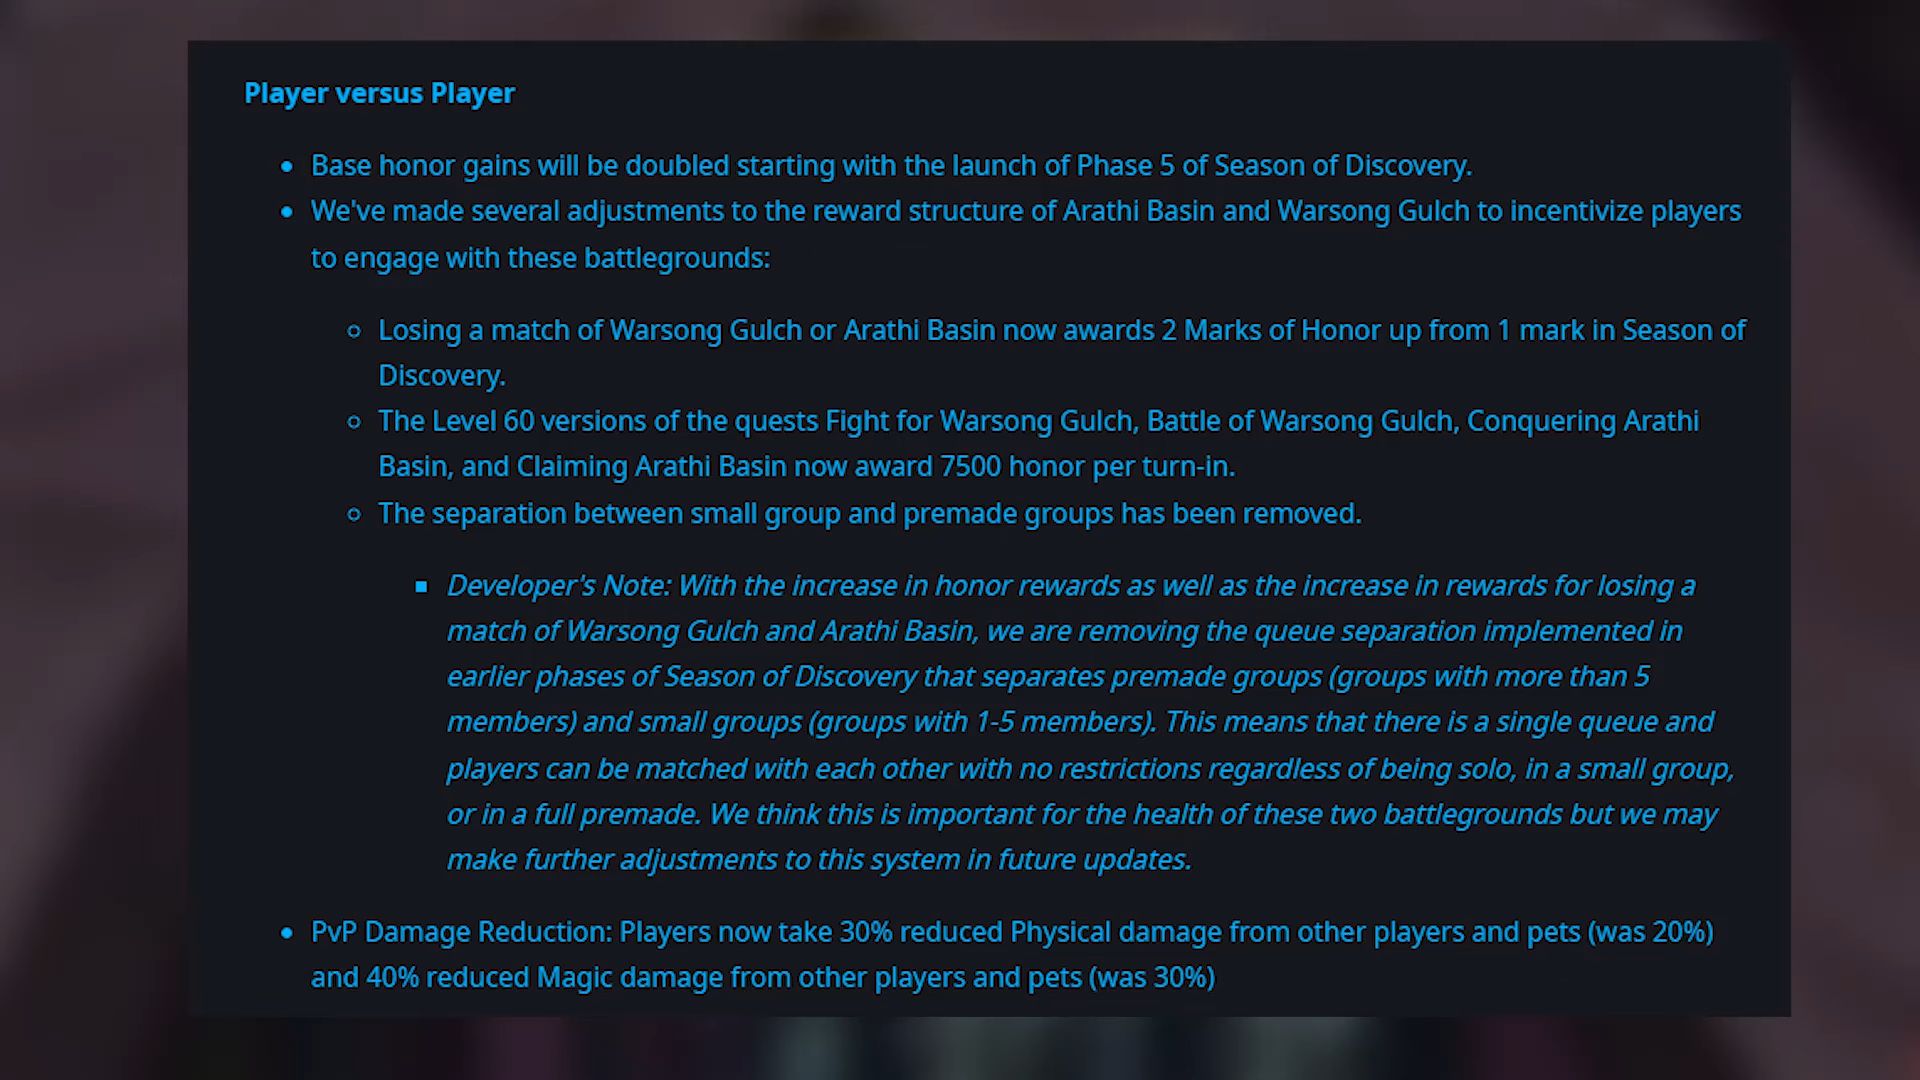 Player versus Player
• Base honor gains will be doubled starting with the launch of Phase 5 of Season of Discovery.
• We've made several adjustments to the reward structure of Arathi Basin and Warsong Gulch to incentivize players
to engage with these battlegrounds:
◦ Losing a match of Warsong Gulch or Arathi Basin now awards 2 Marks of Honor up from 1 mark in Season of
Discovery.
◦ The Level 60 versions of the quests Fight for Warsong Gulch, Battle of Warsong Gulch, Conquering Arathi
Basin, and Claiming Arathi Basin now award 7500 honor per turn-in.
◦ The separation between small group and premade groups has been removed.
▪ Developer's Note: With the increase in honor rewards as well as the increase in rewards for losing a
match of Warsong Gulch and Arathi Basin, we are removing the queue separation implemented in
earlier phases of Season of Discovery that separates premade groups (groups with more than 5
members) and small groups (groups with 1-5 members). This means that there is a single queue and
players can be matched with each other with no restrictions regardless of being solo, in a small group,
or in a full premade. We think this is important for the health of these two battlegrounds but we may
make further adjustments to this system in future updates.
• PvP Damage Reduction: Players now take 30% reduced Physical damage from other players and pets (was 20%)
and 40% reduced Magic damage from other players and pets (was 30%)